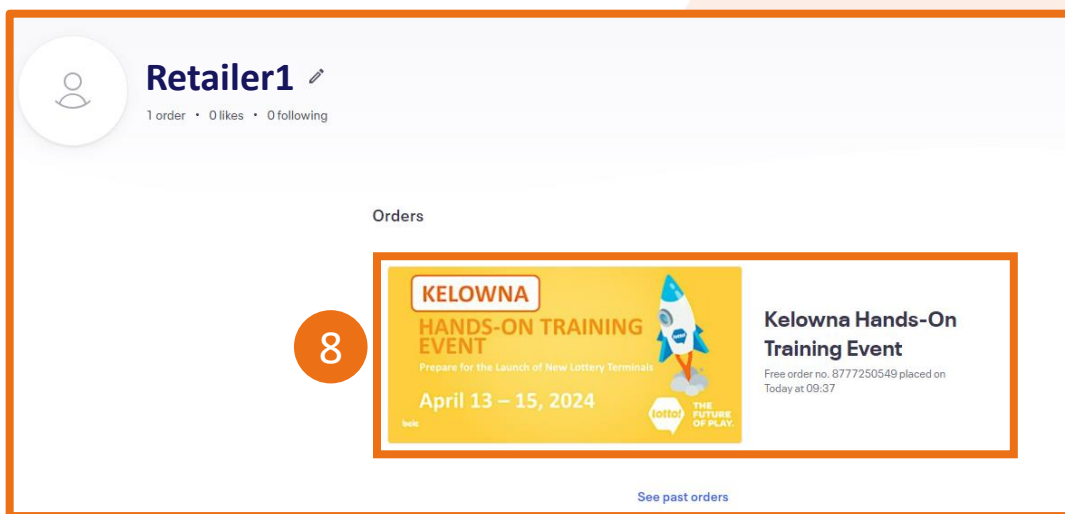 Retailer1
1 order • 0 likes • 0 following
Orders
8
KELOWNA
HANDS-ON TRAINING
EVENT
Prepare for the Launch of New Lottery Terminals
April 13 – 15, 2024
bclc
lotto!
THE
FUTURE
OF PLAY.
Kelowna Hands-On
Training Event
Free order no. 8777250549 placed on
Today at 09:37
See past orders